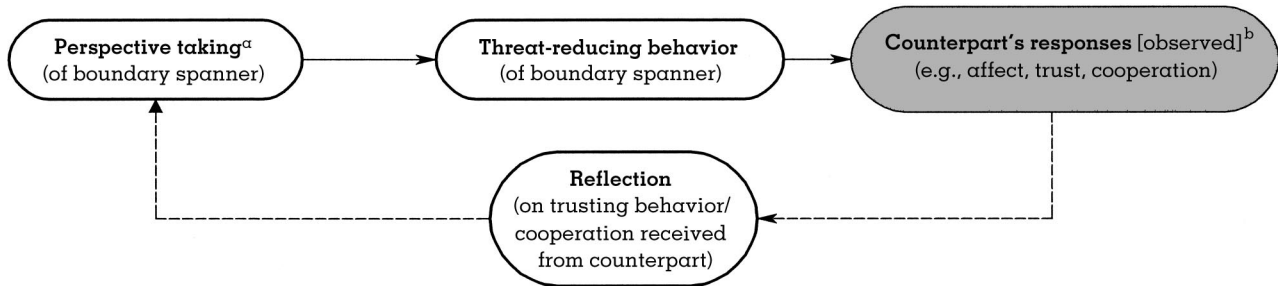 Perspective takingᵃ
(of boundary spanner)
Threat-reducing behavior
(of boundary spanner)
Counterpart's responses [observed]ᵇ
(e.g., affect, trust, cooperation)
Reflection
(on trusting behavior/
cooperation received
from counterpart)